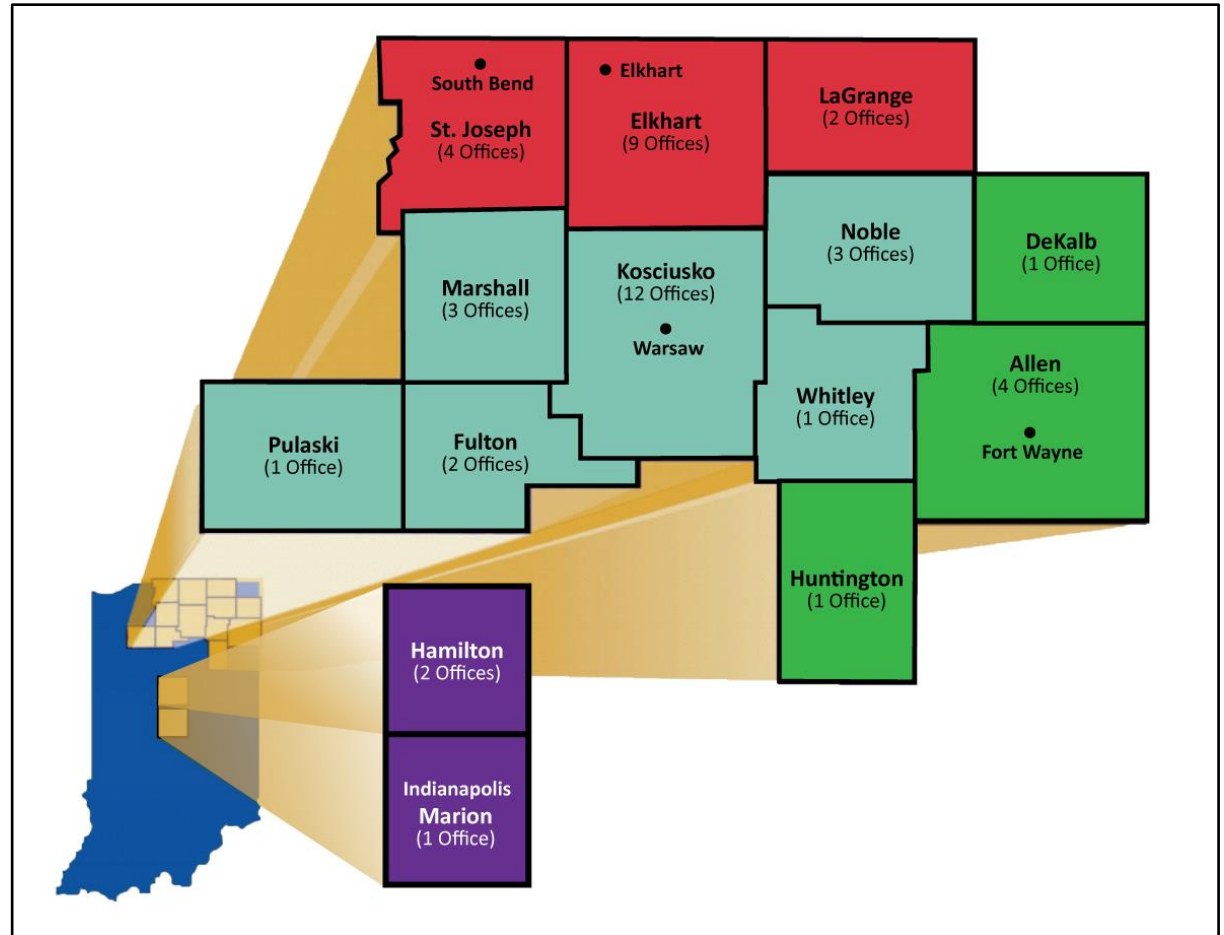 South Bend
St. Joseph
(4 Offices)
Elkhart
Elkhart
(9 Offices)
LaGrange
(2 Offices)
Marshall
(3 Offices)
Kosciusko
(12 Offices)
Warsaw
Noble
(3 Offices)
DeKalb
(1 Office)
Pulaski
(1 Office)
Fulton
(2 Offices)
Whitley
(1 Office)
Allen
(4 Offices)
Fort Wayne
Huntington
(1 Office)
Hamilton
(2 Offices)
Indianapolis
Marion
(1 Office)